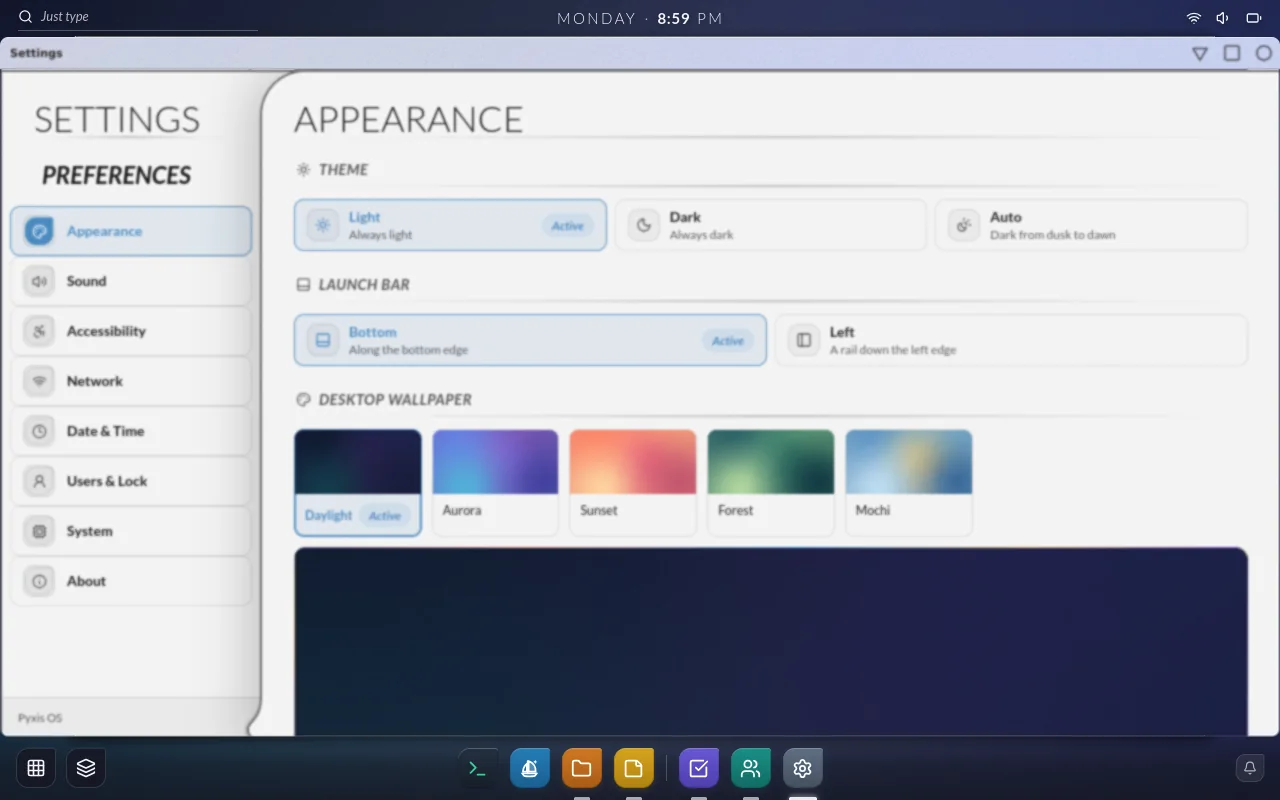 Just type
MONDAY · 8:59 PM
Settings
SETTINGS
PREFERENCES
Appearance
Sound
Accessibility
Network
Date & Time
Users & Lock
System
About
Pyxis OS
APPEARANCE
THEME
Light
Always light
Active
Dark
Always dark
Auto
Dark from dusk to dawn
LAUNCH BAR
Bottom
Along the bottom edge
Active
Left
A rail down the left edge
DESKTOP WALLPAPER
Daylight
Active
Aurora
Sunset
Forest
Mochi